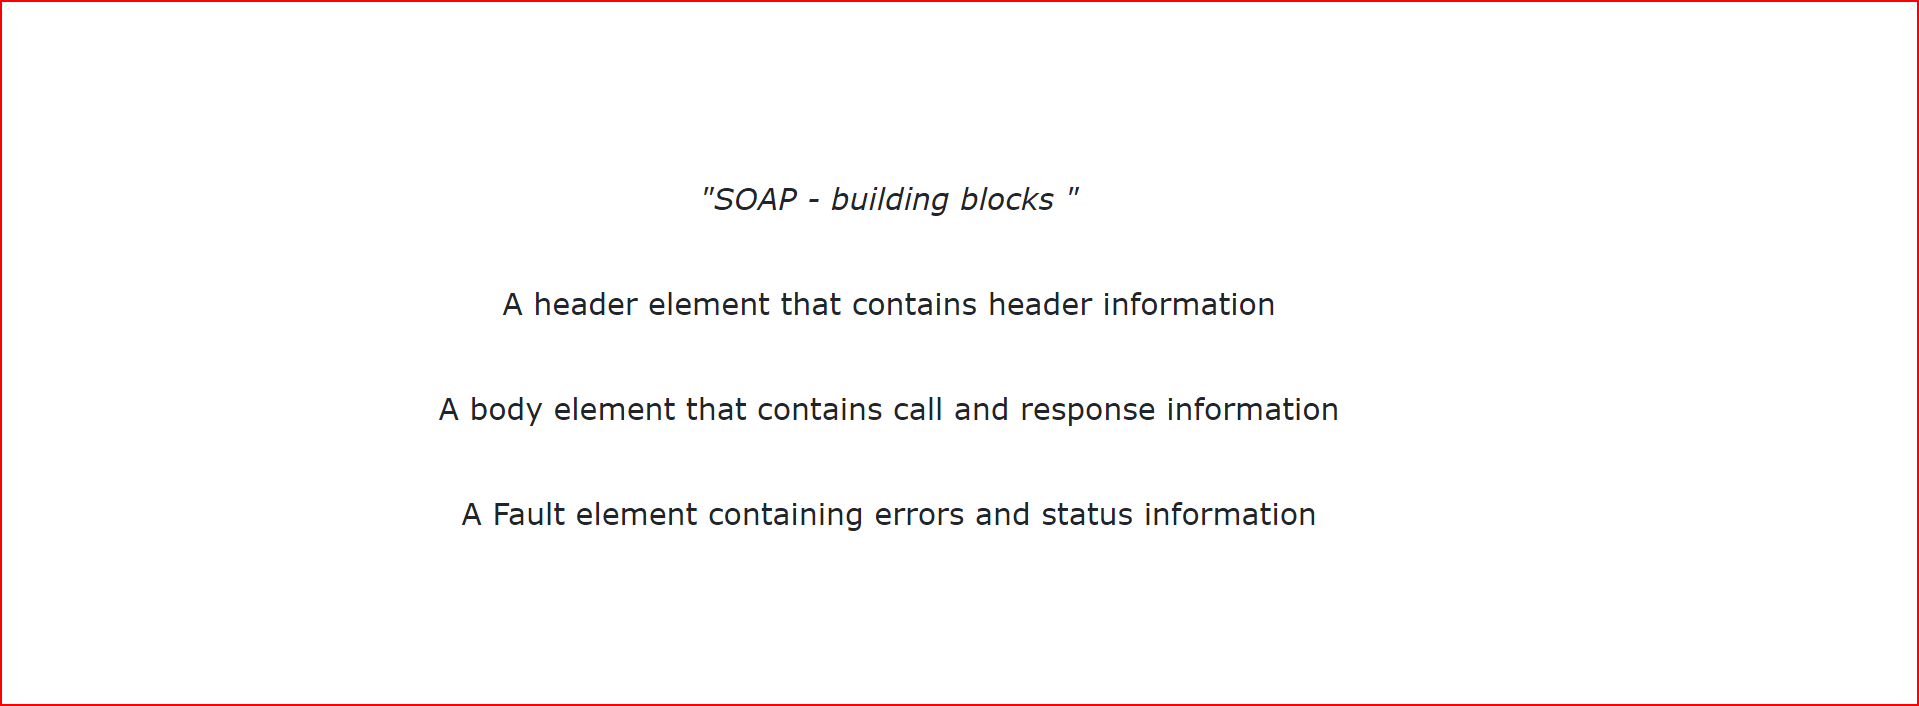 "SOAP - building blocks "
A header element that contains header information
A body element that contains call and response information
A Fault element containing errors and status information